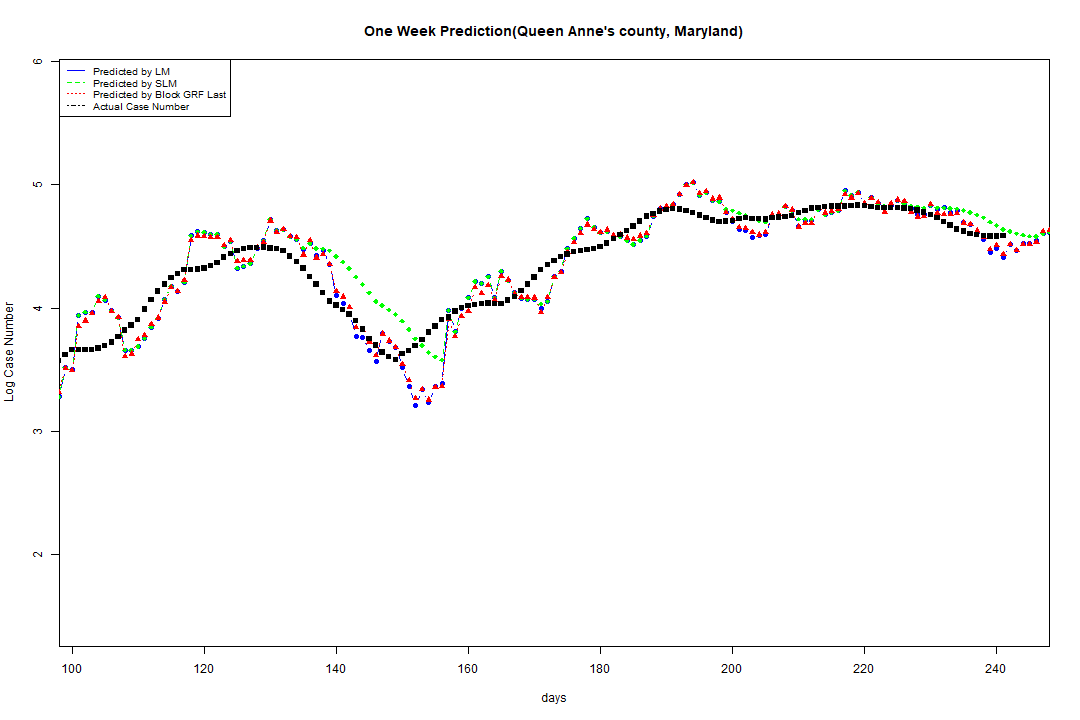 One Week Prediction(Queen Anne's county, Maryland)
Predicted by LM
Predicted by SLM
Predicted by Block GRF Last
Actual Case Number
6
5
4
3
2
Log Case Number
100 120 140 160 180 200 220 240
days